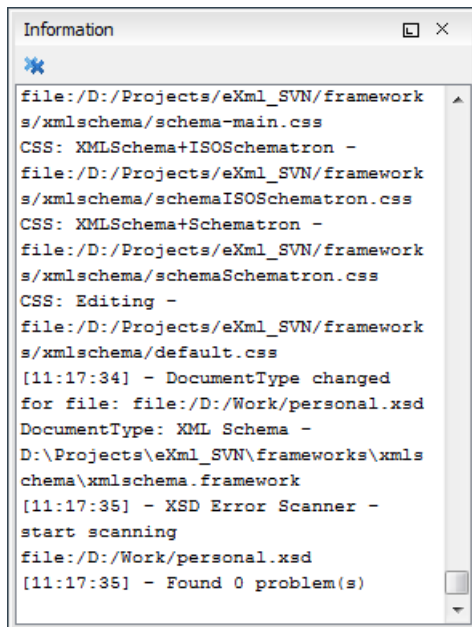 Information
file:/D:/Projects/eXml_SVN/framework
s/xmlschema/schema-main.css
CSS: XMLSchema+ISOSchematron -
file:/D:/Projects/eXml_SVN/framework
s/xmlschema/schemaISOSchematron.css
CSS: XMLSchema+Schematron -
file:/D:/Projects/eXml_SVN/framework
s/xmlschema/schemaSchematron.css
CSS: Editing -
file:/D:/Projects/eXml_SVN/framework
s/xmlschema/default.css
[11:17:34] - DocumentType changed
for file: file:/D:/Work/personal.xsd
DocumentType: XML Schema -
D:\Projects\eXml_SVN\frameworks\xmls
chema\xmlschema.framework
[11:17:35] - XSD Error Scanner -
start scanning
file:/D:/Work/personal.xsd
[11:17:35] - Found 0 problem(s)